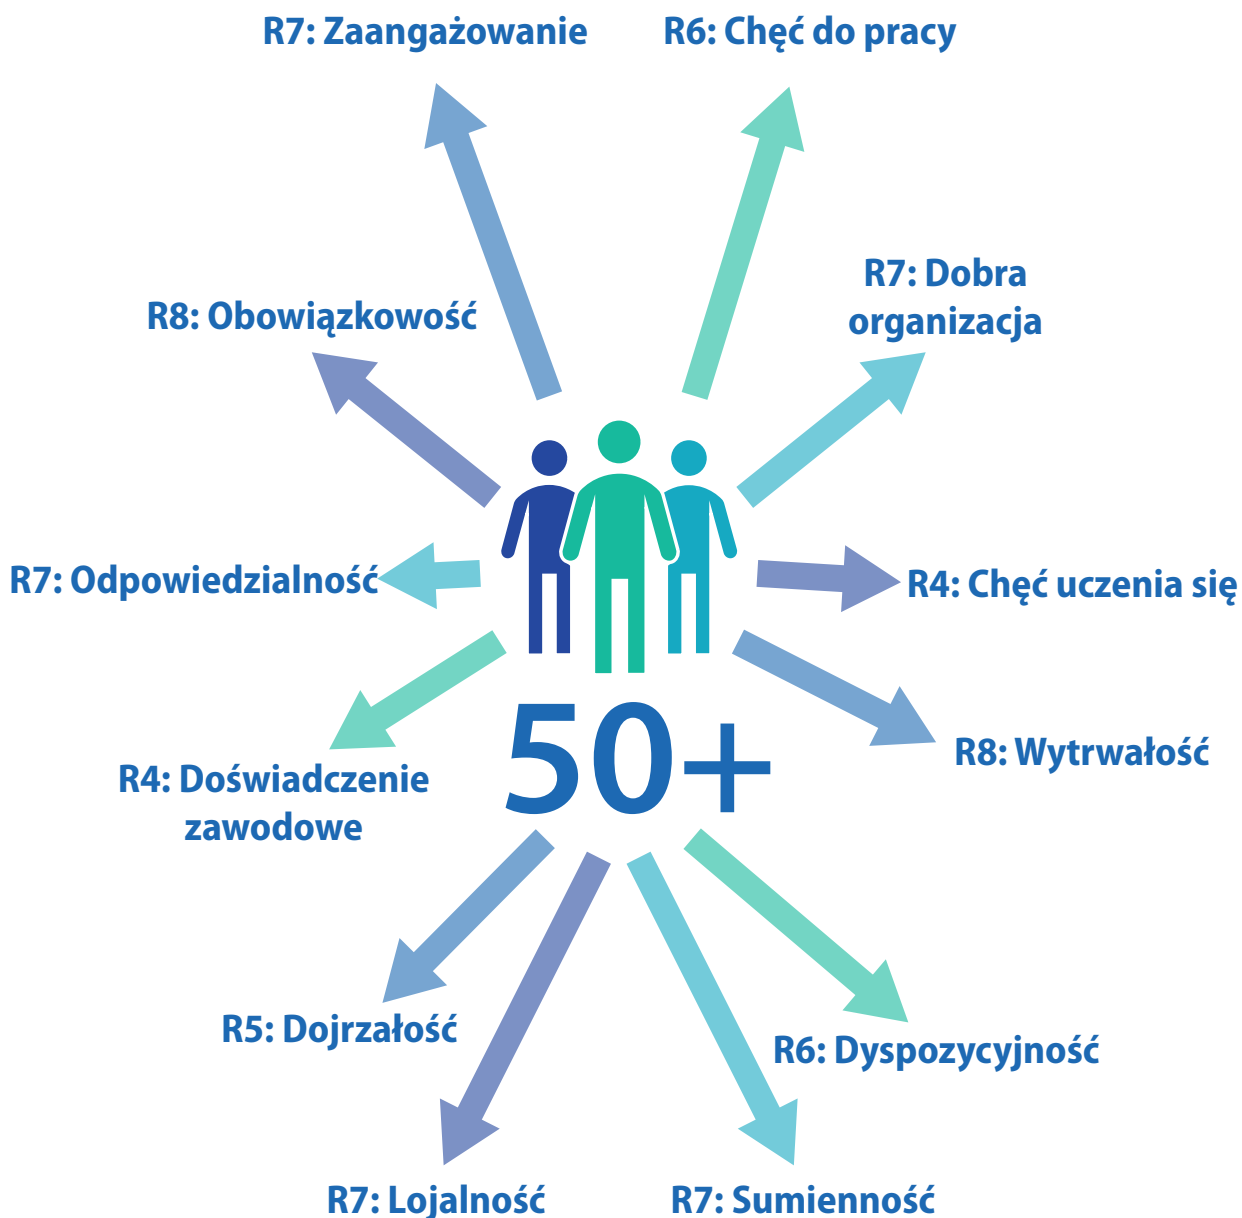 R7: Zaangażowanie
R6: Chęć do pracy
R7: Dobra
organizacja
R8: Obowiązkowość
R7: Odpowiedzialność
R4: Chęć uczenia się
50+
R8: Wytrwałość
R4: Doświadczenie
zawodowe
R5: Dojrzałość
R6: Dyspozycyjność
R7: Lojalność
R7: Sumienność